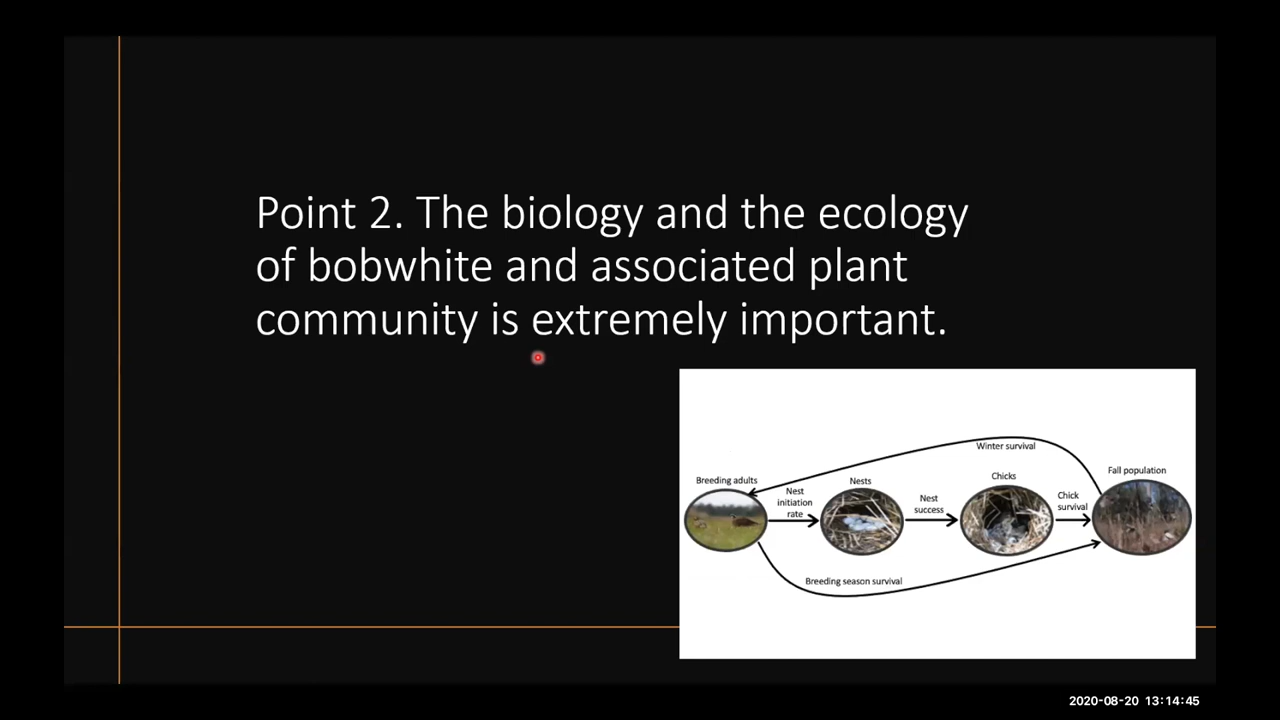 Point 2. The biology and the ecology
of bobwhite and associated plant
community is extremely important.
Winter survival
Breeding adults
Nest
initiation
rate
Nests
Nest
success
Chicks
Chick
survival
Fall population
Breeding season survival
2020-08-20 13:14:45